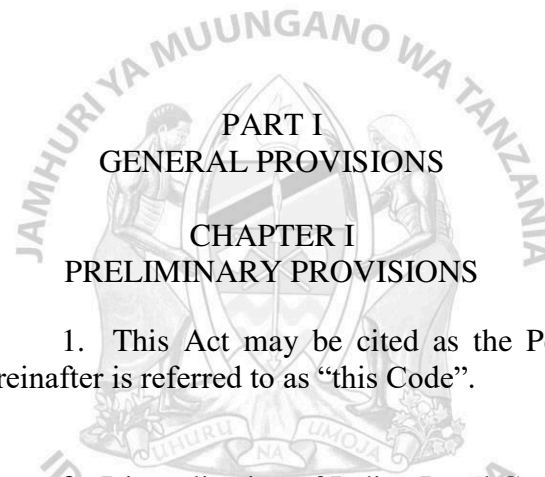 JAMHURI YA MUUNGANO WA TANZANIA
PART I
GENERAL PROVISIONS
CHAPTER I
PRELIMINARY PROVISIONS
1. This Act may be cited as the
reinafter is referred to as “this Code”.
UHURU NA UMOJA